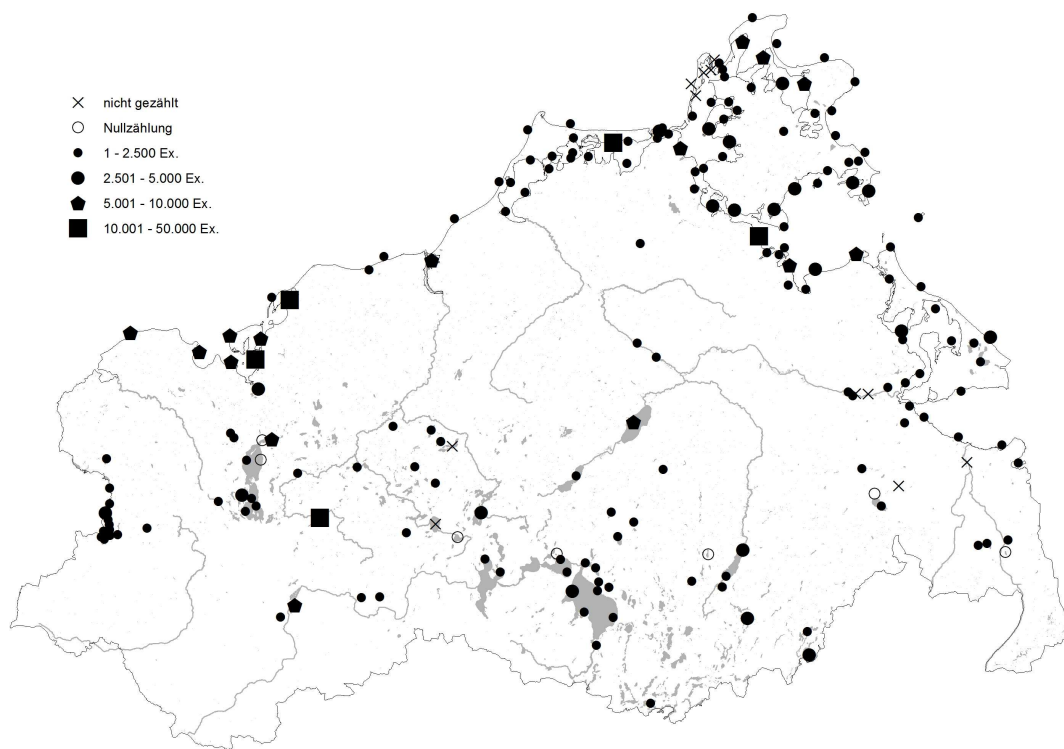 nicht gezählt
Nullzählung
1 - 2.500 Ex.
2.501 - 5.000 Ex.
5.001 - 10.000 Ex.
10.001 - 50.000 Ex.